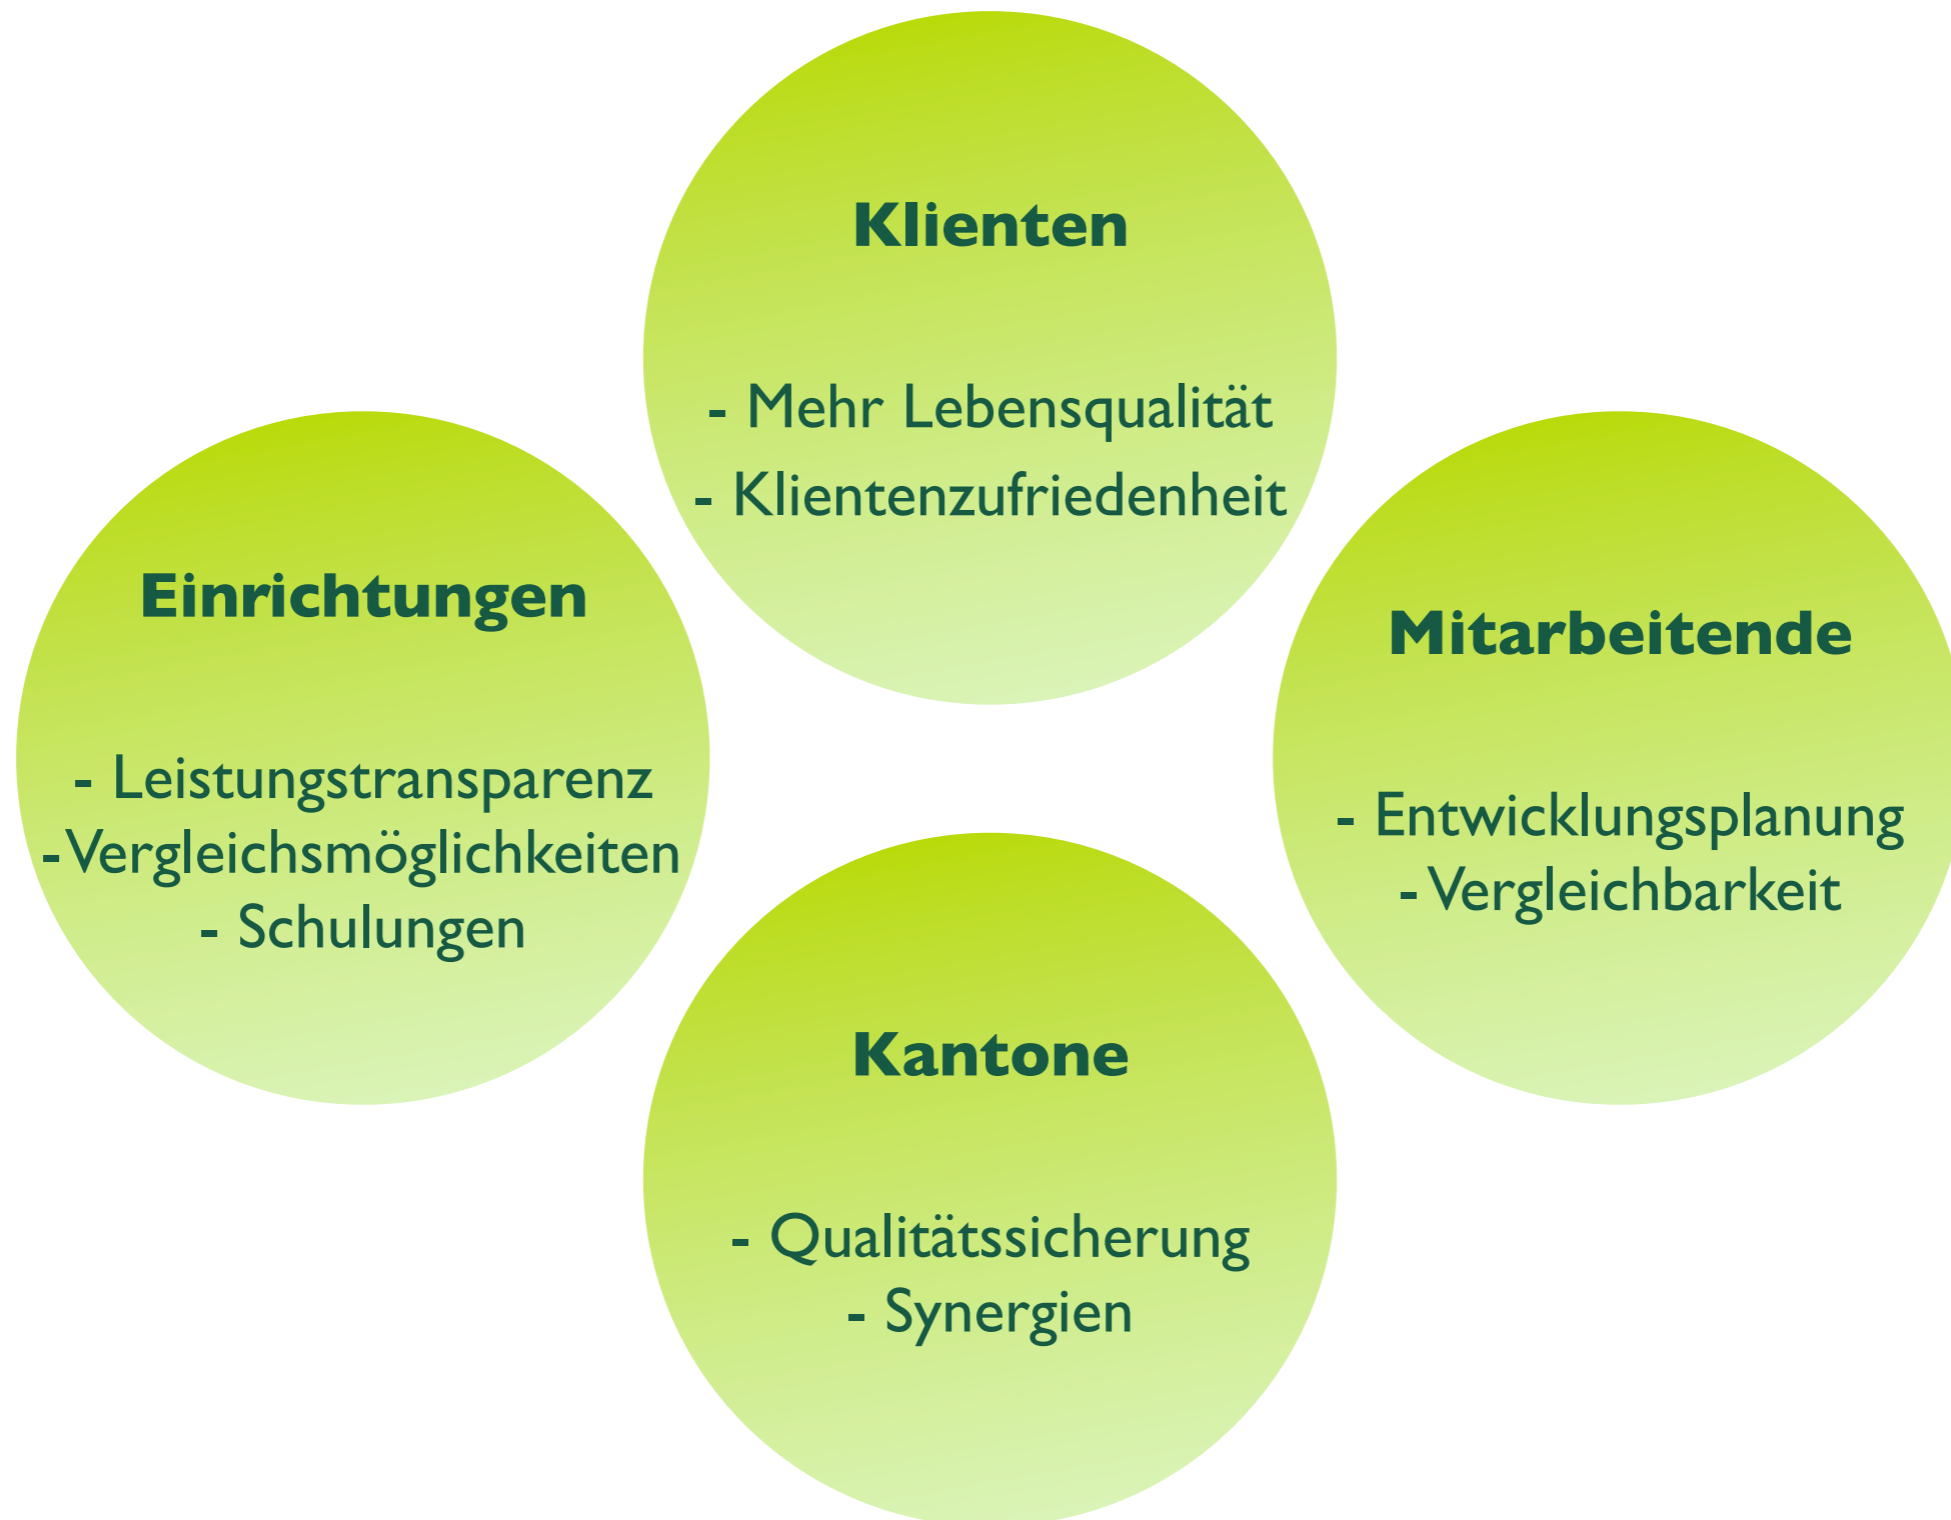 Klienten
- Mehr Lebensqualität
- Klientenzufriedenheit
Einrichtungen
- Leistungstransparenz
- Vergleichsmöglichkeiten
- Schulungen
Mitarbeitende
- Entwicklungsplanung
- Vergleichbarkeit
Kantone
- Qualitätssicherung
- Synergien